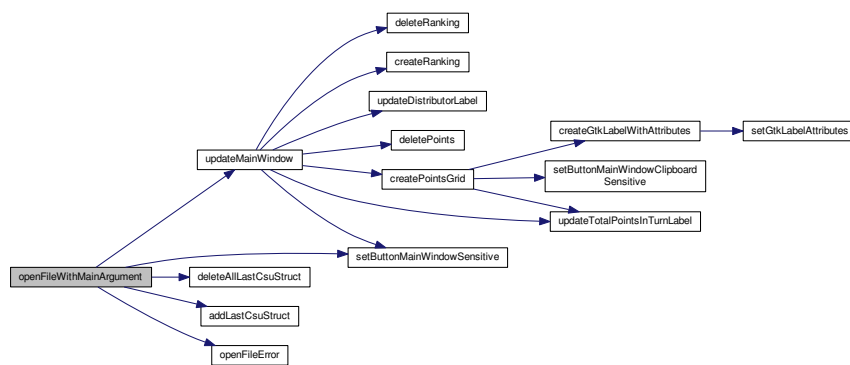 deleteRanking
createRanking
updateDistributorLabel
deletePoints
createGtkLabelWithAttributes
setGtkLabelAttributes
updateMainWindow
createPointsGrid
setButtonMainWindowClipboard
Sensitive
updateTotalPointsInTurnLabel
setButtonMainWindowSensitive
openFileWithMainArgument
deleteAllLastCsuStruct
addLastCsuStruct
openFileError